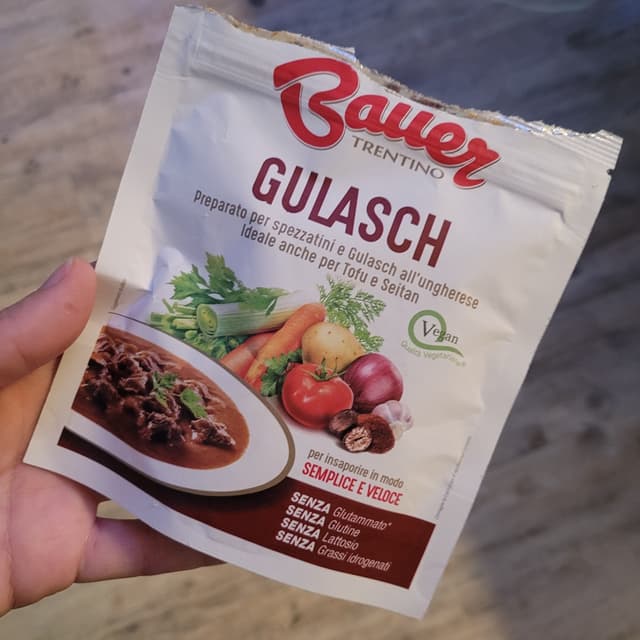 Bauer
TRENTINO
GULASCH
Preparato per spezzatini e Gulasch all'ungherese
Ideale anche per Tofu e Seitan
Vegan
Qualità Vegetariana®
per insaporire in modo
SEMPLICE E VELOCE
SENZA Glutammato*
SENZA Glutine
SENZA Lattosio
SENZA Grassi idrogenati